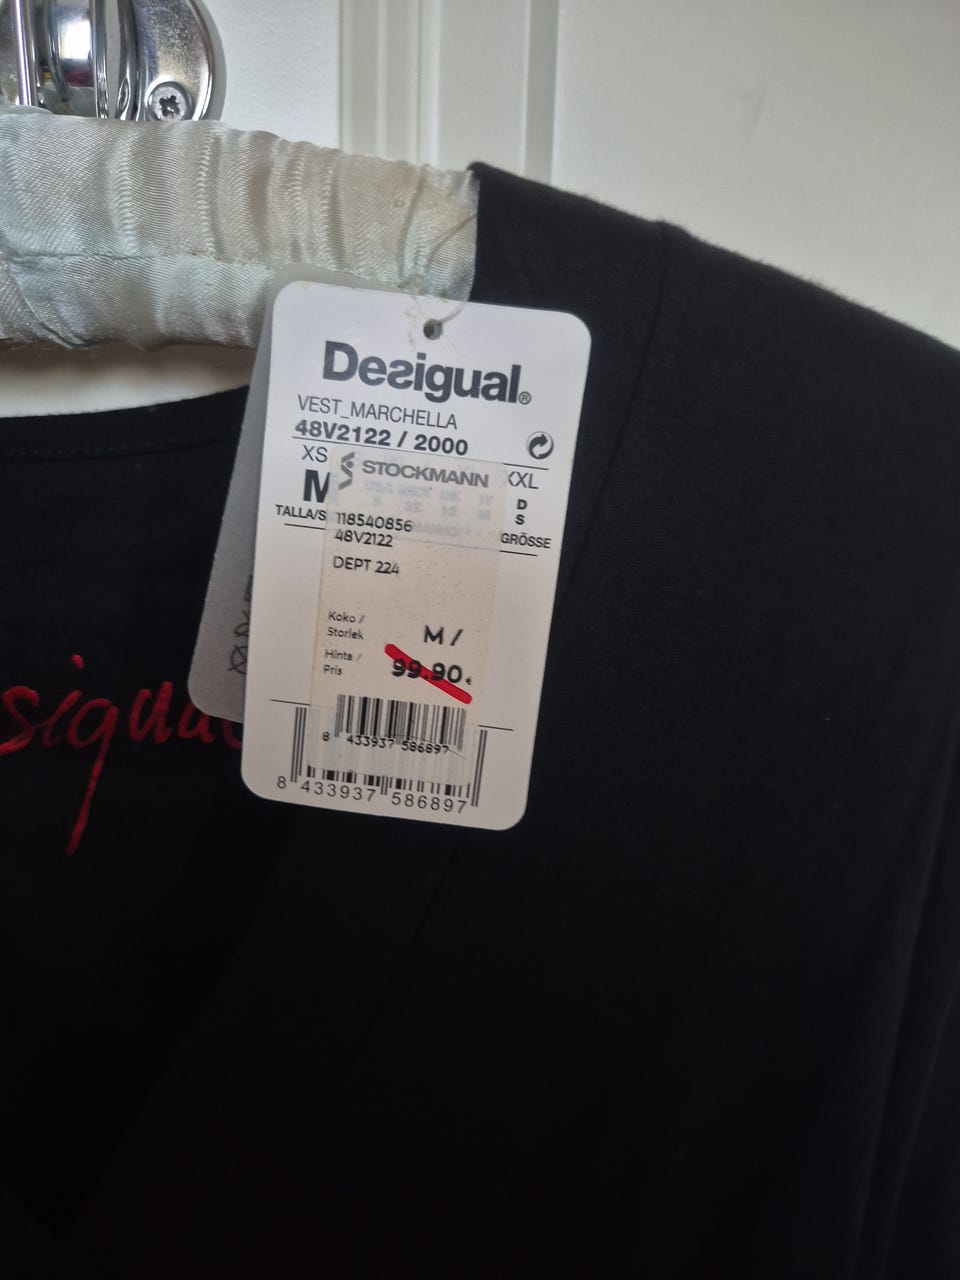 Desigual®
VEST_MARCHELLA
48V2122 / 2000
XS XXL
STOCKMANN
M D
S
TALLA/S GRÖSSE
118540856
48V2122
DEPT 224
Koko /
Storlek M /
Hinta /
Pris 99.90 €
8 433937 586897
8 433937 586897
sigual